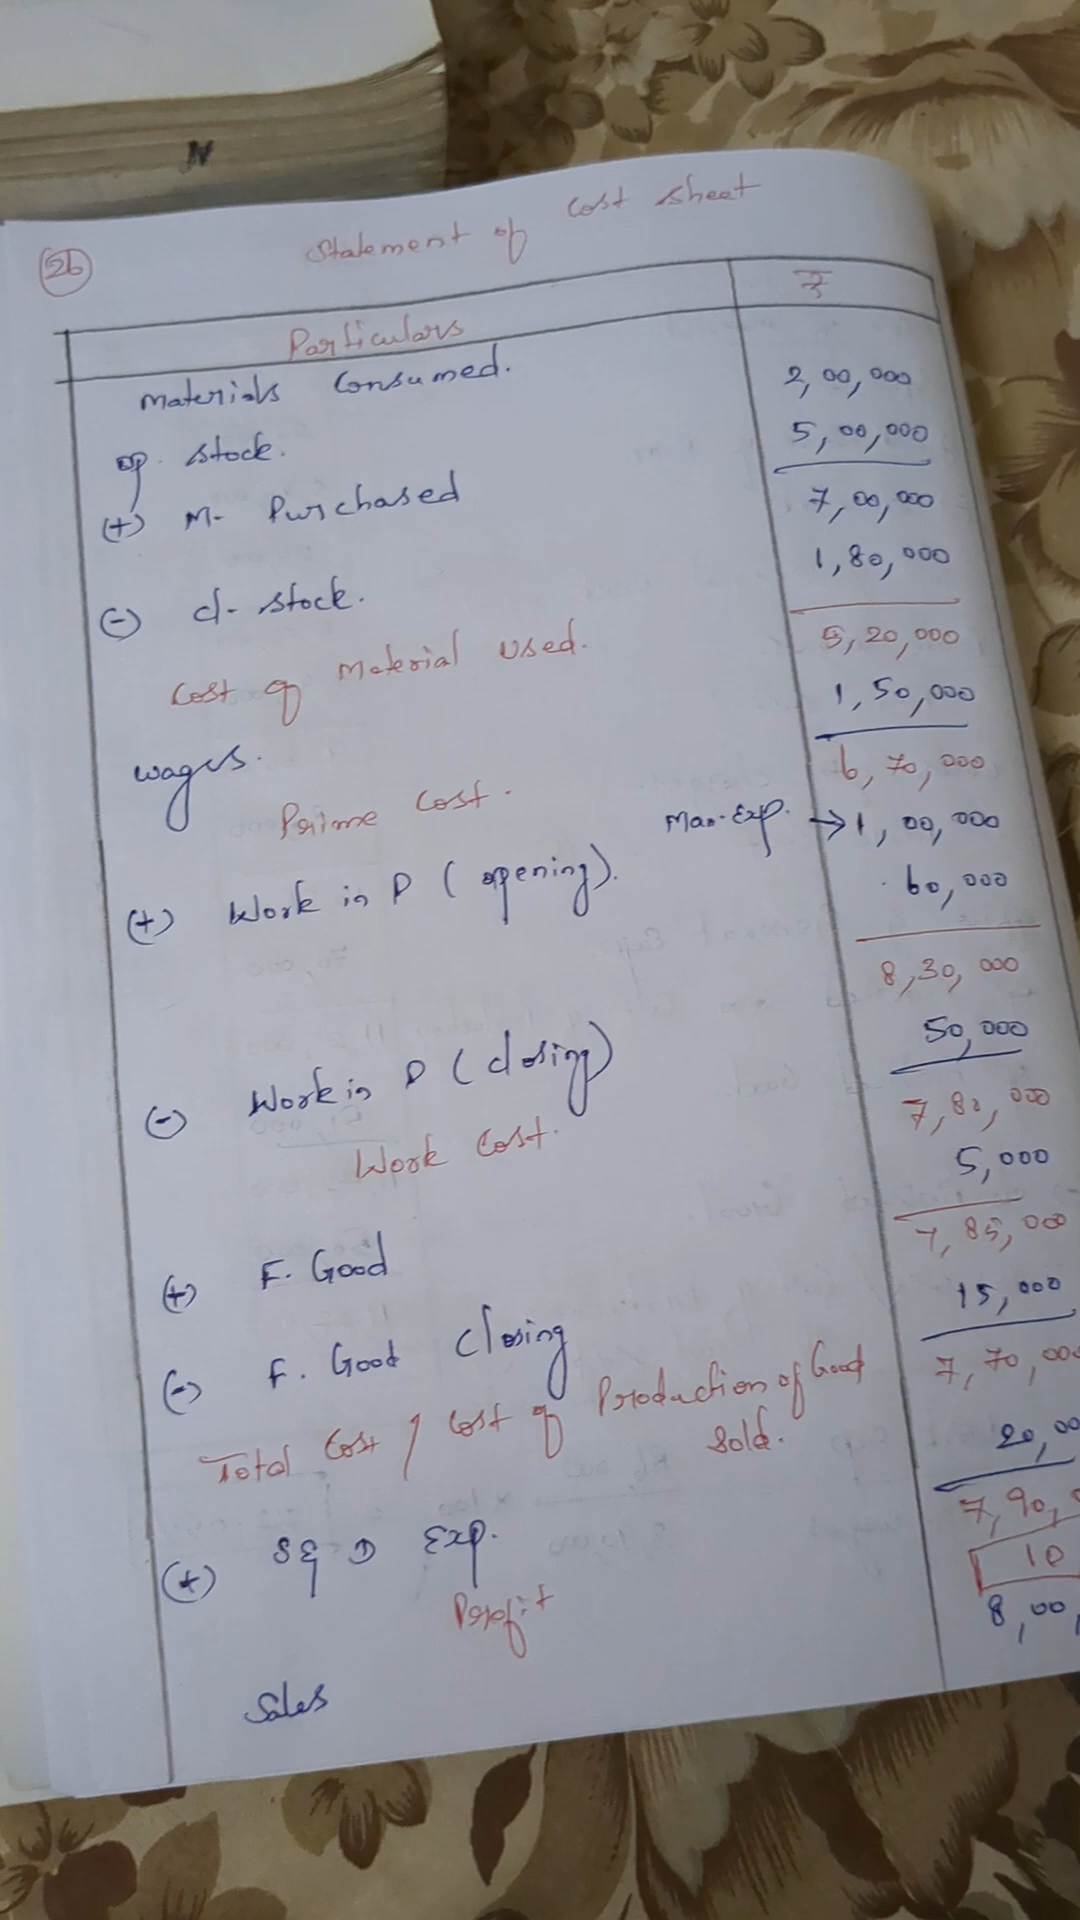 N
(26) Statement of Cost sheet
Particulars ₹
Materials Consumed.
op. stock. 2,00,000
(+) M- Purchased 5,00,000
7,00,000
(-) cl- stock. 1,80,000
Cost of Material Used. 5,20,000
wages. 1,50,000
Prime Cost. 6,70,000
Man-Exp. → 1,00,000
(+) Work in P (opening). 60,000
8,30,000
(-) Work in P (closing) 50,000
Work Cost. 7,80,000
(+) F. Good 5,000
7,85,000
(-) F. Good Closing 15,000
Total Cost / Cost of Production of Good Sold. 7,70,000
(+) S & D Exp. 20,00
7,90,
Profit 10
Sales 8,00,